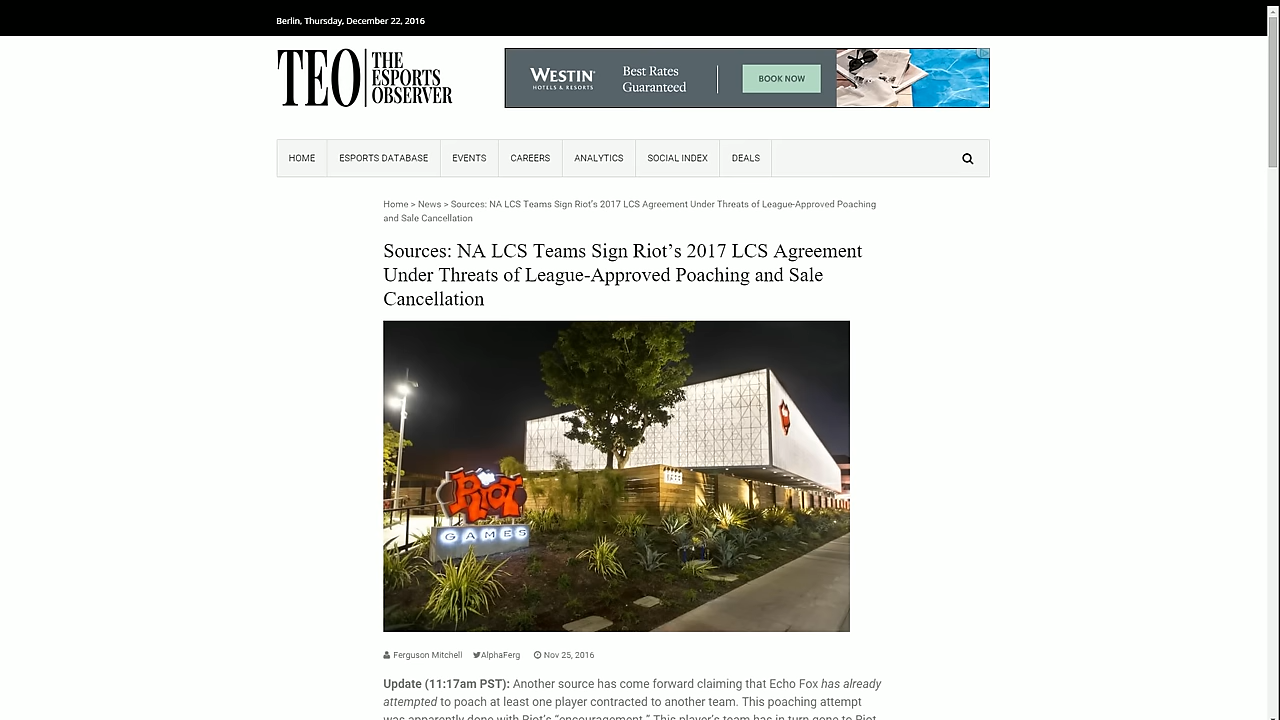 Berlin, Thursday, December 22, 2016
TEO THE ESPORTS OBSERVER
WESTIN
HOTELS & RESORTS
Best Rates
Guaranteed
BOOK NOW
HOME ESPORTS DATABASE EVENTS CAREERS ANALYTICS SOCIAL INDEX DEALS
Home > News > Sources: NA LCS Teams Sign Riot's 2017 LCS Agreement Under Threats of League-Approved Poaching
and Sale Cancellation
Sources: NA LCS Teams Sign Riot's 2017 LCS Agreement
Under Threats of League-Approved Poaching and Sale
Cancellation
RIOT
GAMES
Ferguson Mitchell AlphaFerg Nov 25, 2016
Update (11:17am PST): Another source has come forward claiming that Echo Fox has already
attempted to poach at least one player contracted to another team. This poaching attempt
was apparently done with Riot's “encouragement.” This player's team has in turn gone to Riot